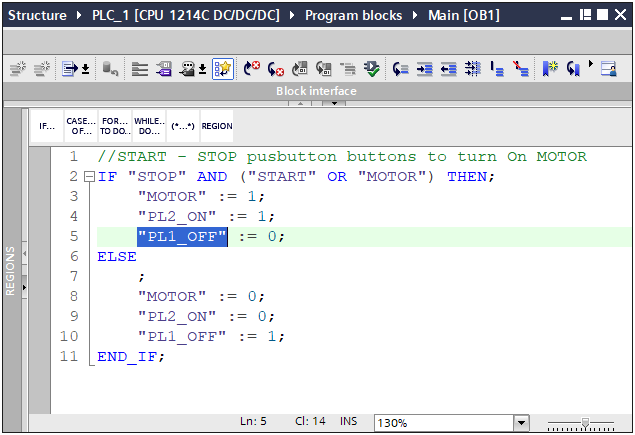 Structure PLC_1 [CPU 1214C DC/DC/DC] Program blocks Main [OB1]
Block interface
IF... CASE... OF... FOR... TO DO.. WHILE.. DO... (*...*) REGION
REGIONS
1 //START - STOP pusbutton buttons to turn On MOTOR
2 IF "STOP" AND ("START" OR "MOTOR") THEN;
3 "MOTOR" := 1;
4 "PL2_ON" := 1;
5 "PL1_OFF" := 0;
6 ELSE
7 ;
8 "MOTOR" := 0;
9 "PL2_ON" := 0;
10 "PL1_OFF" := 1;
11 END_IF;
Ln: 5 Cl: 14 INS 130%